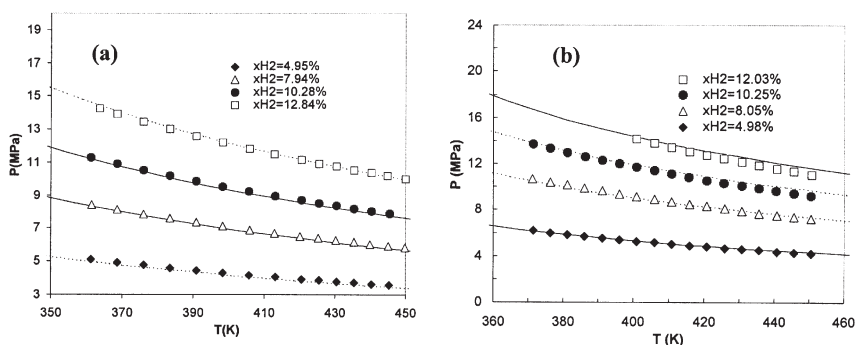 (a)
xH2=4.95%
xH2=7.94%
xH2=10.28%
xH2=12.84%
P(MPa)
19
17
15
13
11
9
7
5
3
350 370 390 410 430 450
T(K)
(b)
xH2=12.03%
xH2=10.25%
xH2=8.05%
xH2=4.98%
P (MPa)
24
20
16
12
8
4
0
360 380 400 420 440 460
T (K)